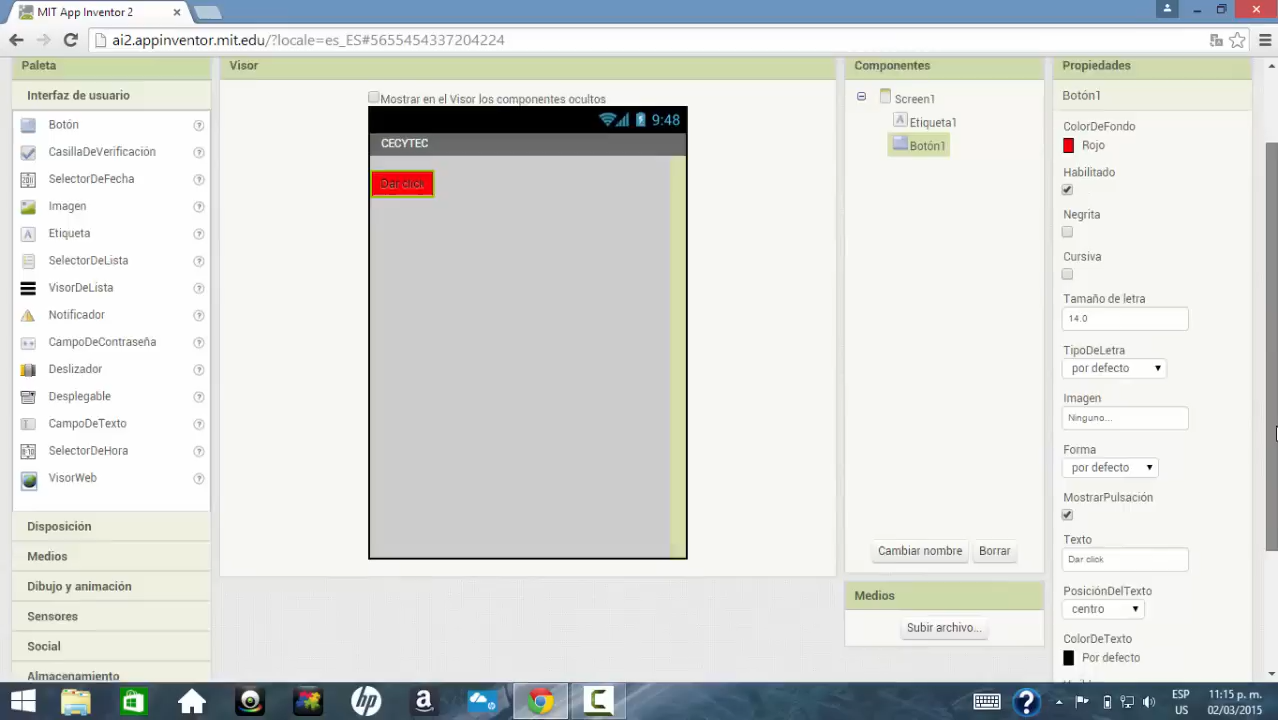 MIT App Inventor 2
ai2.appinventor.mit.edu/?locale=es_ES#5655454337204224
Paleta
Interfaz de usuario
Botón
CasillaDeVerificación
SelectorDeFecha
Imagen
Etiqueta
SelectorDeLista
VisorDeLista
Notificador
CampoDeContraseña
Deslizador
Desplegable
CampoDeTexto
SelectorDeHora
VisorWeb
Disposición
Medios
Dibujo y animación
Sensores
Social
Almacenamiento
Visor
Mostrar en el Visor los componentes ocultos
9:48
CECYTEC
Dar click
Componentes
Screen1
Etiqueta1
Botón1
Cambiar nombre
Borrar
Medios
Subir archivo...
Propiedades
Botón1
ColorDeFondo
Rojo
Habilitado
Negrita
Cursiva
Tamaño de letra
14.0
TipoDeLetra
por defecto
Imagen
Ninguno...
Forma
por defecto
MostrarPulsación
Texto
Dar click
PosiciónDelTexto
centro
ColorDeTexto
Por defecto
ESP
US
11:15 p. m.
02/03/2015